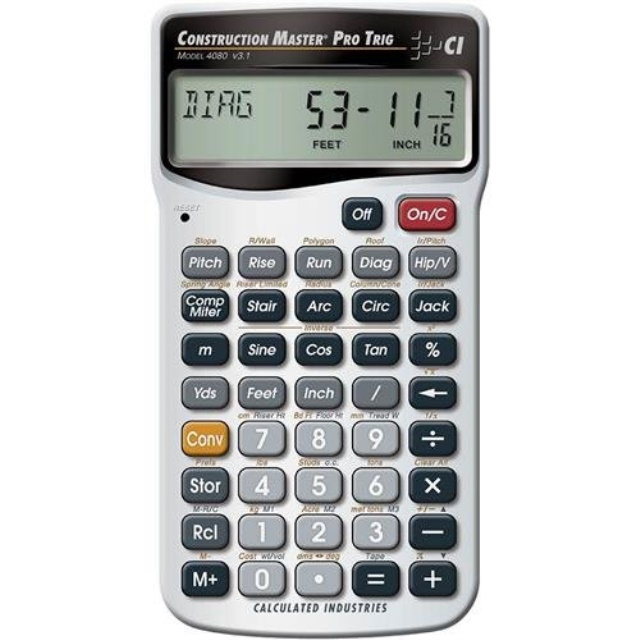 CONSTRUCTION MASTER® PRO TRIG
CI
MODEL 4080 V3.1
DIAG 53-11 7/16
FEET INCH
RESET
Off On/C
Slope R/Wall Polygon Roof Ir/Pitch
Pitch Rise Run Diag Hip/V
Spring Angle Riser Limited Radius Column/Cone Ir/Jack
Comp Miter Stair Arc Circ Jack
Inverse x²
m Sine Cos Tan %
√x
Yds Feet Inch / ←
cm Riser Ht Bd Ft Floor Ht mm Tread W 1/x
Conv 7 8 9 ÷
Prefs lbs Studs o.c. tons Clear All
Stor 4 5 6 ×
M-R/C kg M1 Acre M2 met tons M3 +/- ▲
Rcl 1 2 3 −
M- Cost wt/vol dms ↔ deg Tape π ▼
M+ 0 • = +
CALCULATED INDUSTRIES